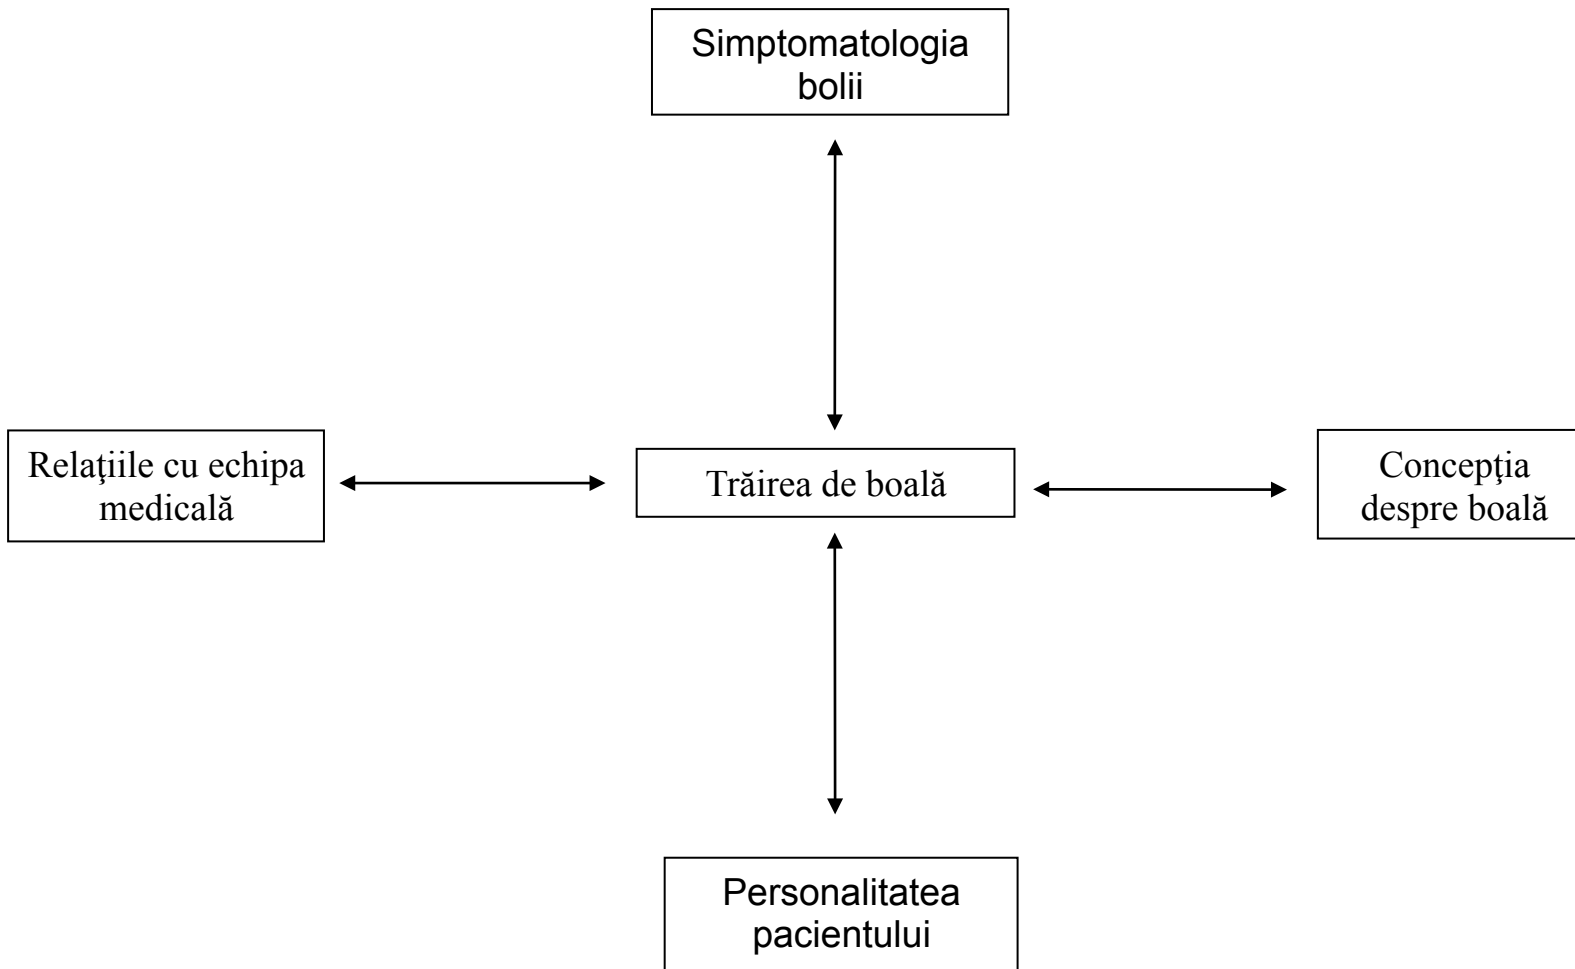 Simptomatologia
bolii
Relaţiile cu echipa
medicală
Trăirea de boală
Concepţia
despre boală
Personalitatea
pacientului